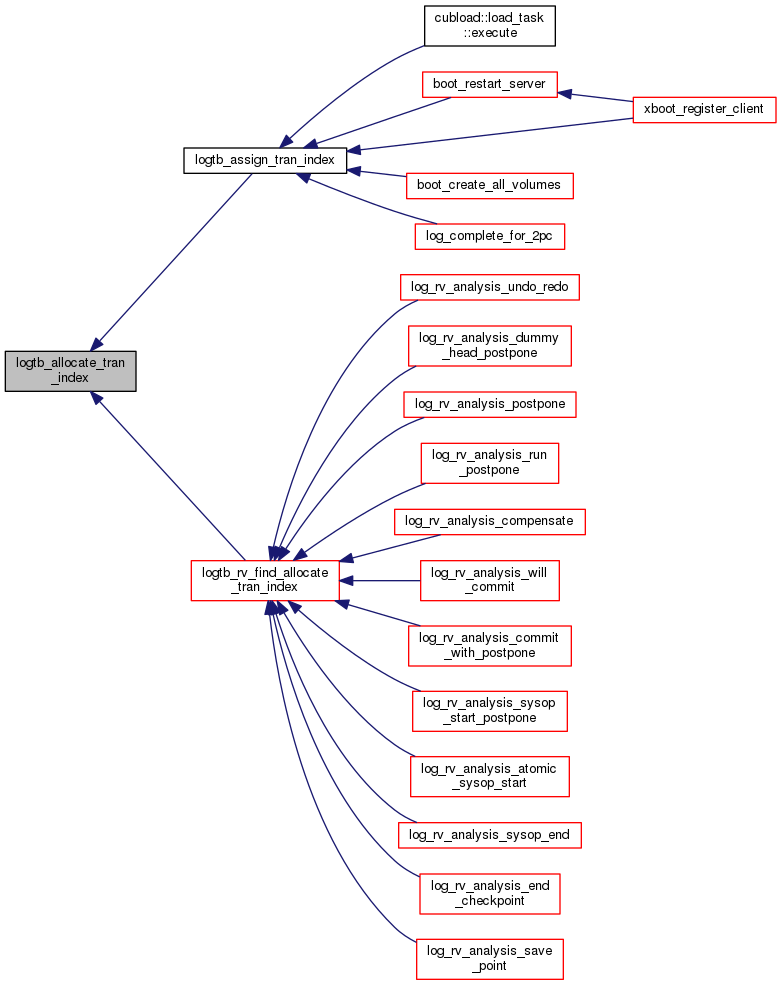 cubload::load_task
::execute
boot_restart_server
xboot_register_client
logtb_assign_tran_index
boot_create_all_volumes
log_complete_for_2pc
log_rv_analysis_undo_redo
log_rv_analysis_dummy
_head_postpone
logtb_allocate_tran
_index
log_rv_analysis_postpone
log_rv_analysis_run
_postpone
log_rv_analysis_compensate
logtb_rv_find_allocate
_tran_index
log_rv_analysis_will
_commit
log_rv_analysis_commit
_with_postpone
log_rv_analysis_sysop
_start_postpone
log_rv_analysis_atomic
_sysop_start
log_rv_analysis_sysop_end
log_rv_analysis_end
_checkpoint
log_rv_analysis_save
_point